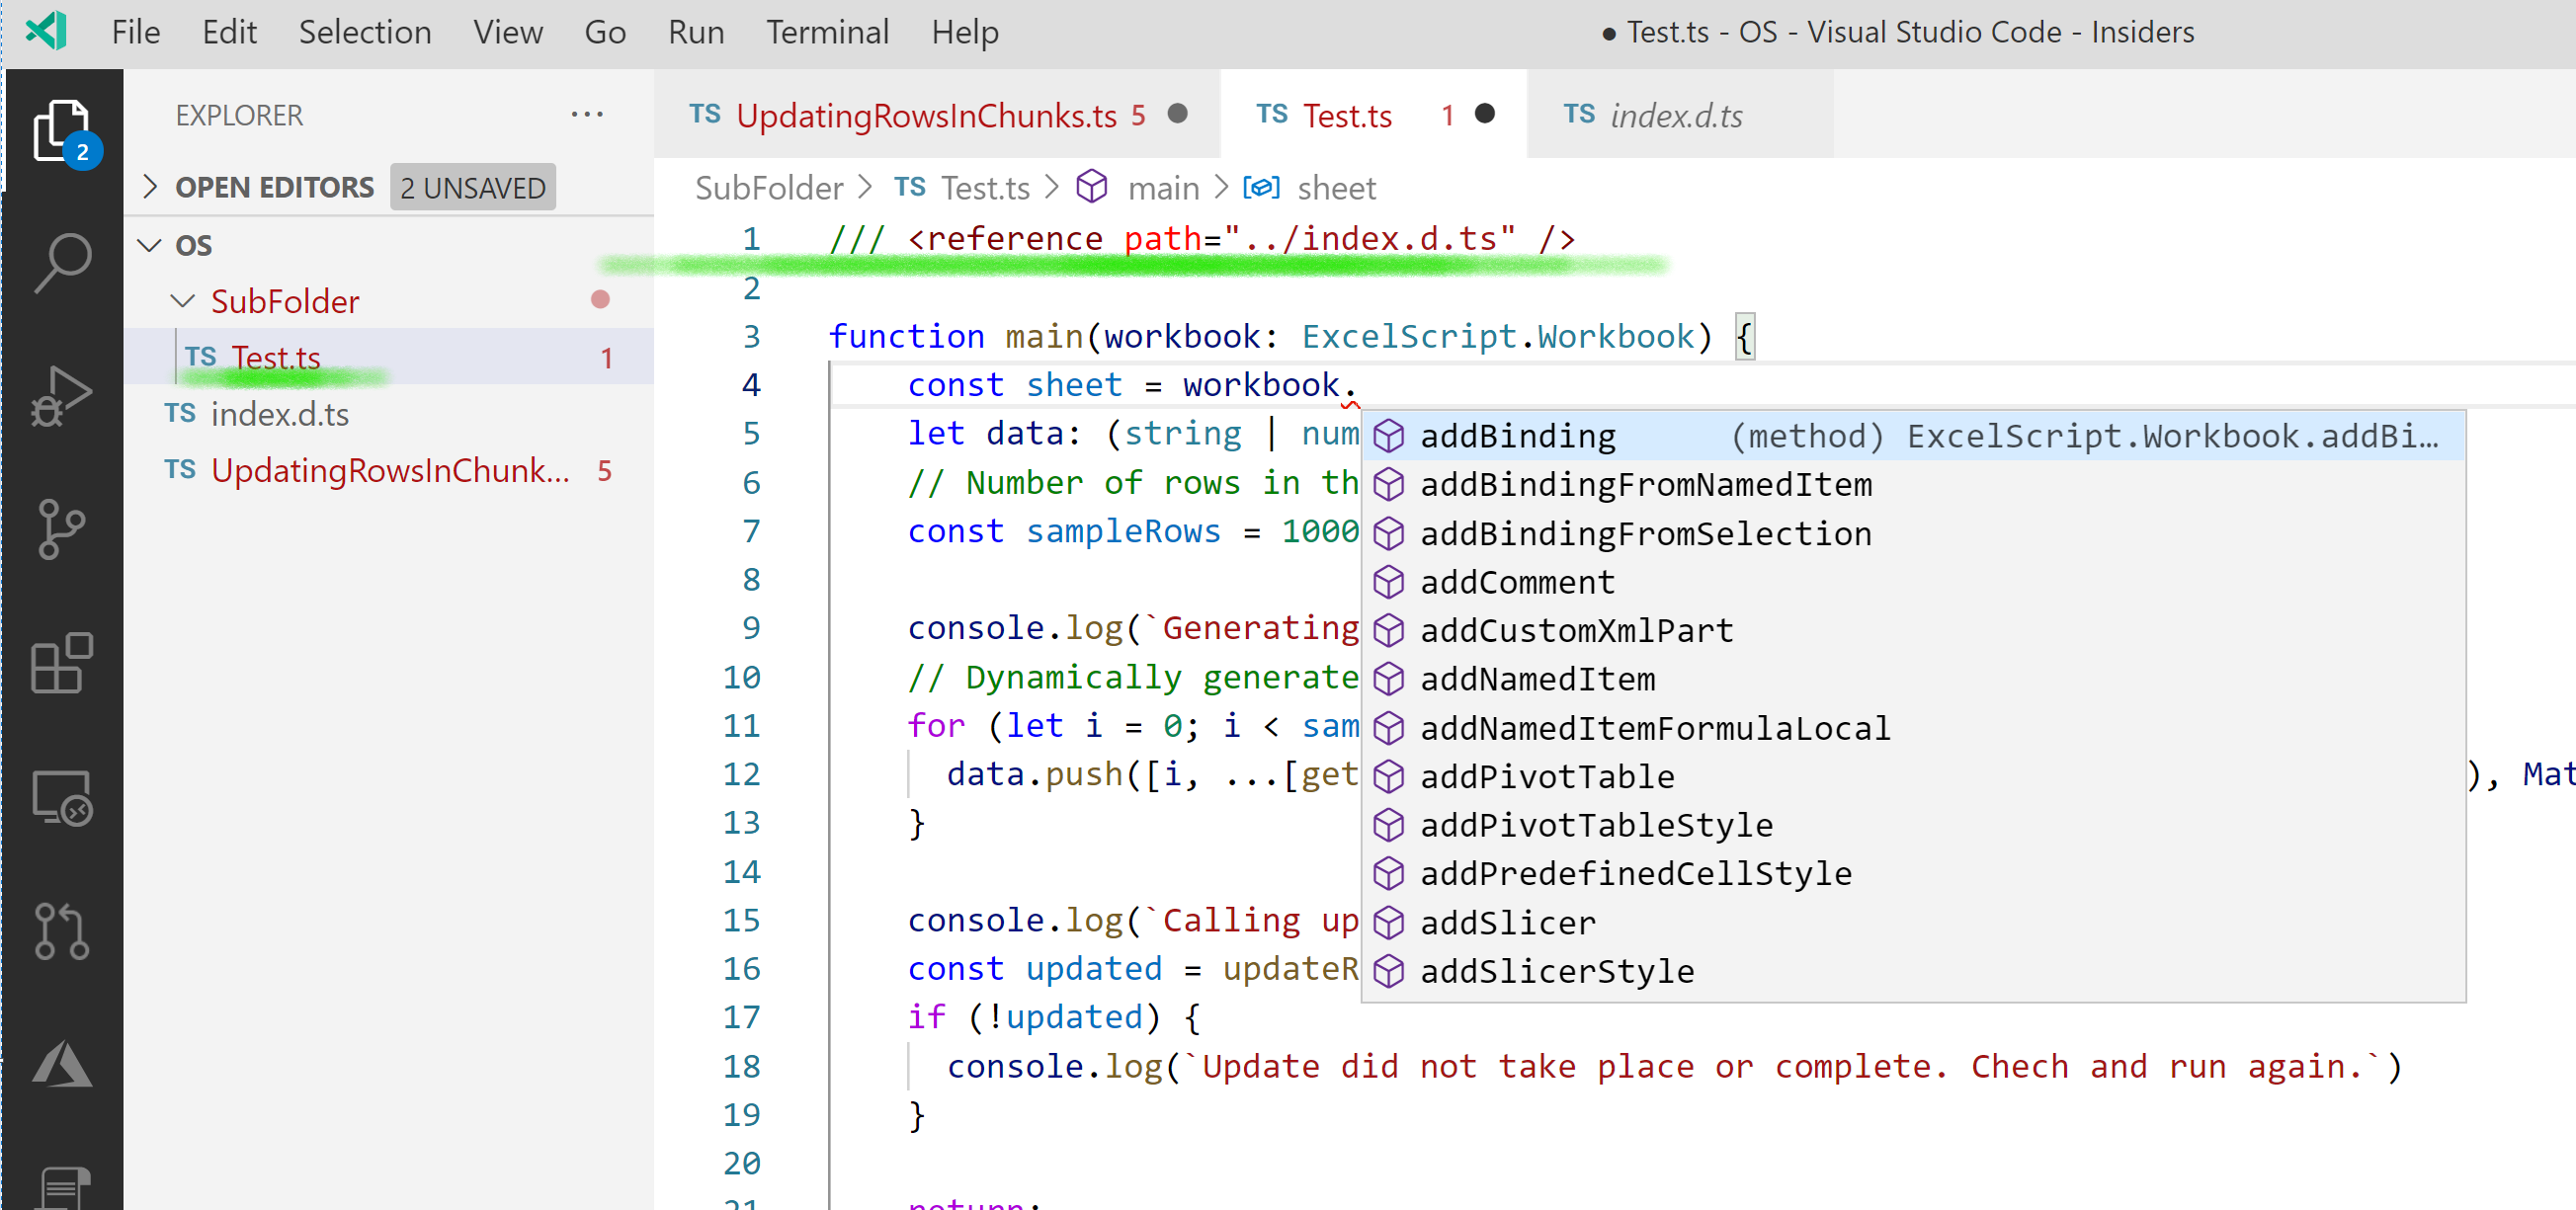 File Edit Selection View Go Run Terminal Help
● Test.ts - OS - Visual Studio Code - Insiders
2
EXPLORER ...
OPEN EDITORS 2 UNSAVED
OS
SubFolder
TS Test.ts 1
TS index.d.ts
TS UpdatingRowsInChunk... 5
TS UpdatingRowsInChunks.ts 5 ●
TS Test.ts 1 ●
TS index.d.ts
SubFolder > TS Test.ts > main > sheet
1 /// <reference path="../index.d.ts" />
2
3 function main(workbook: ExcelScript.Workbook) {
4 const sheet = workbook.
5 let data: (string | num
6 // Number of rows in th
7 const sampleRows = 1000
8
9 console.log(`Generating
10 // Dynamically generate
11 for (let i = 0; i < sam
12 data.push([i, ...[get ), Mat
13 }
14
15 console.log(`Calling up
16 const updated = updateR
17 if (!updated) {
18 console.log(`Update did not take place or complete. Chech and run again.`)
19 }
20
21 return;
addBinding (method) ExcelScript.Workbook.addBi...
addBindingFromNamedItem
addBindingFromSelection
addComment
addCustomXmlPart
addNamedItem
addNamedItemFormulaLocal
addPivotTable
addPivotTableStyle
addPredefinedCellStyle
addSlicer
addSlicerStyle